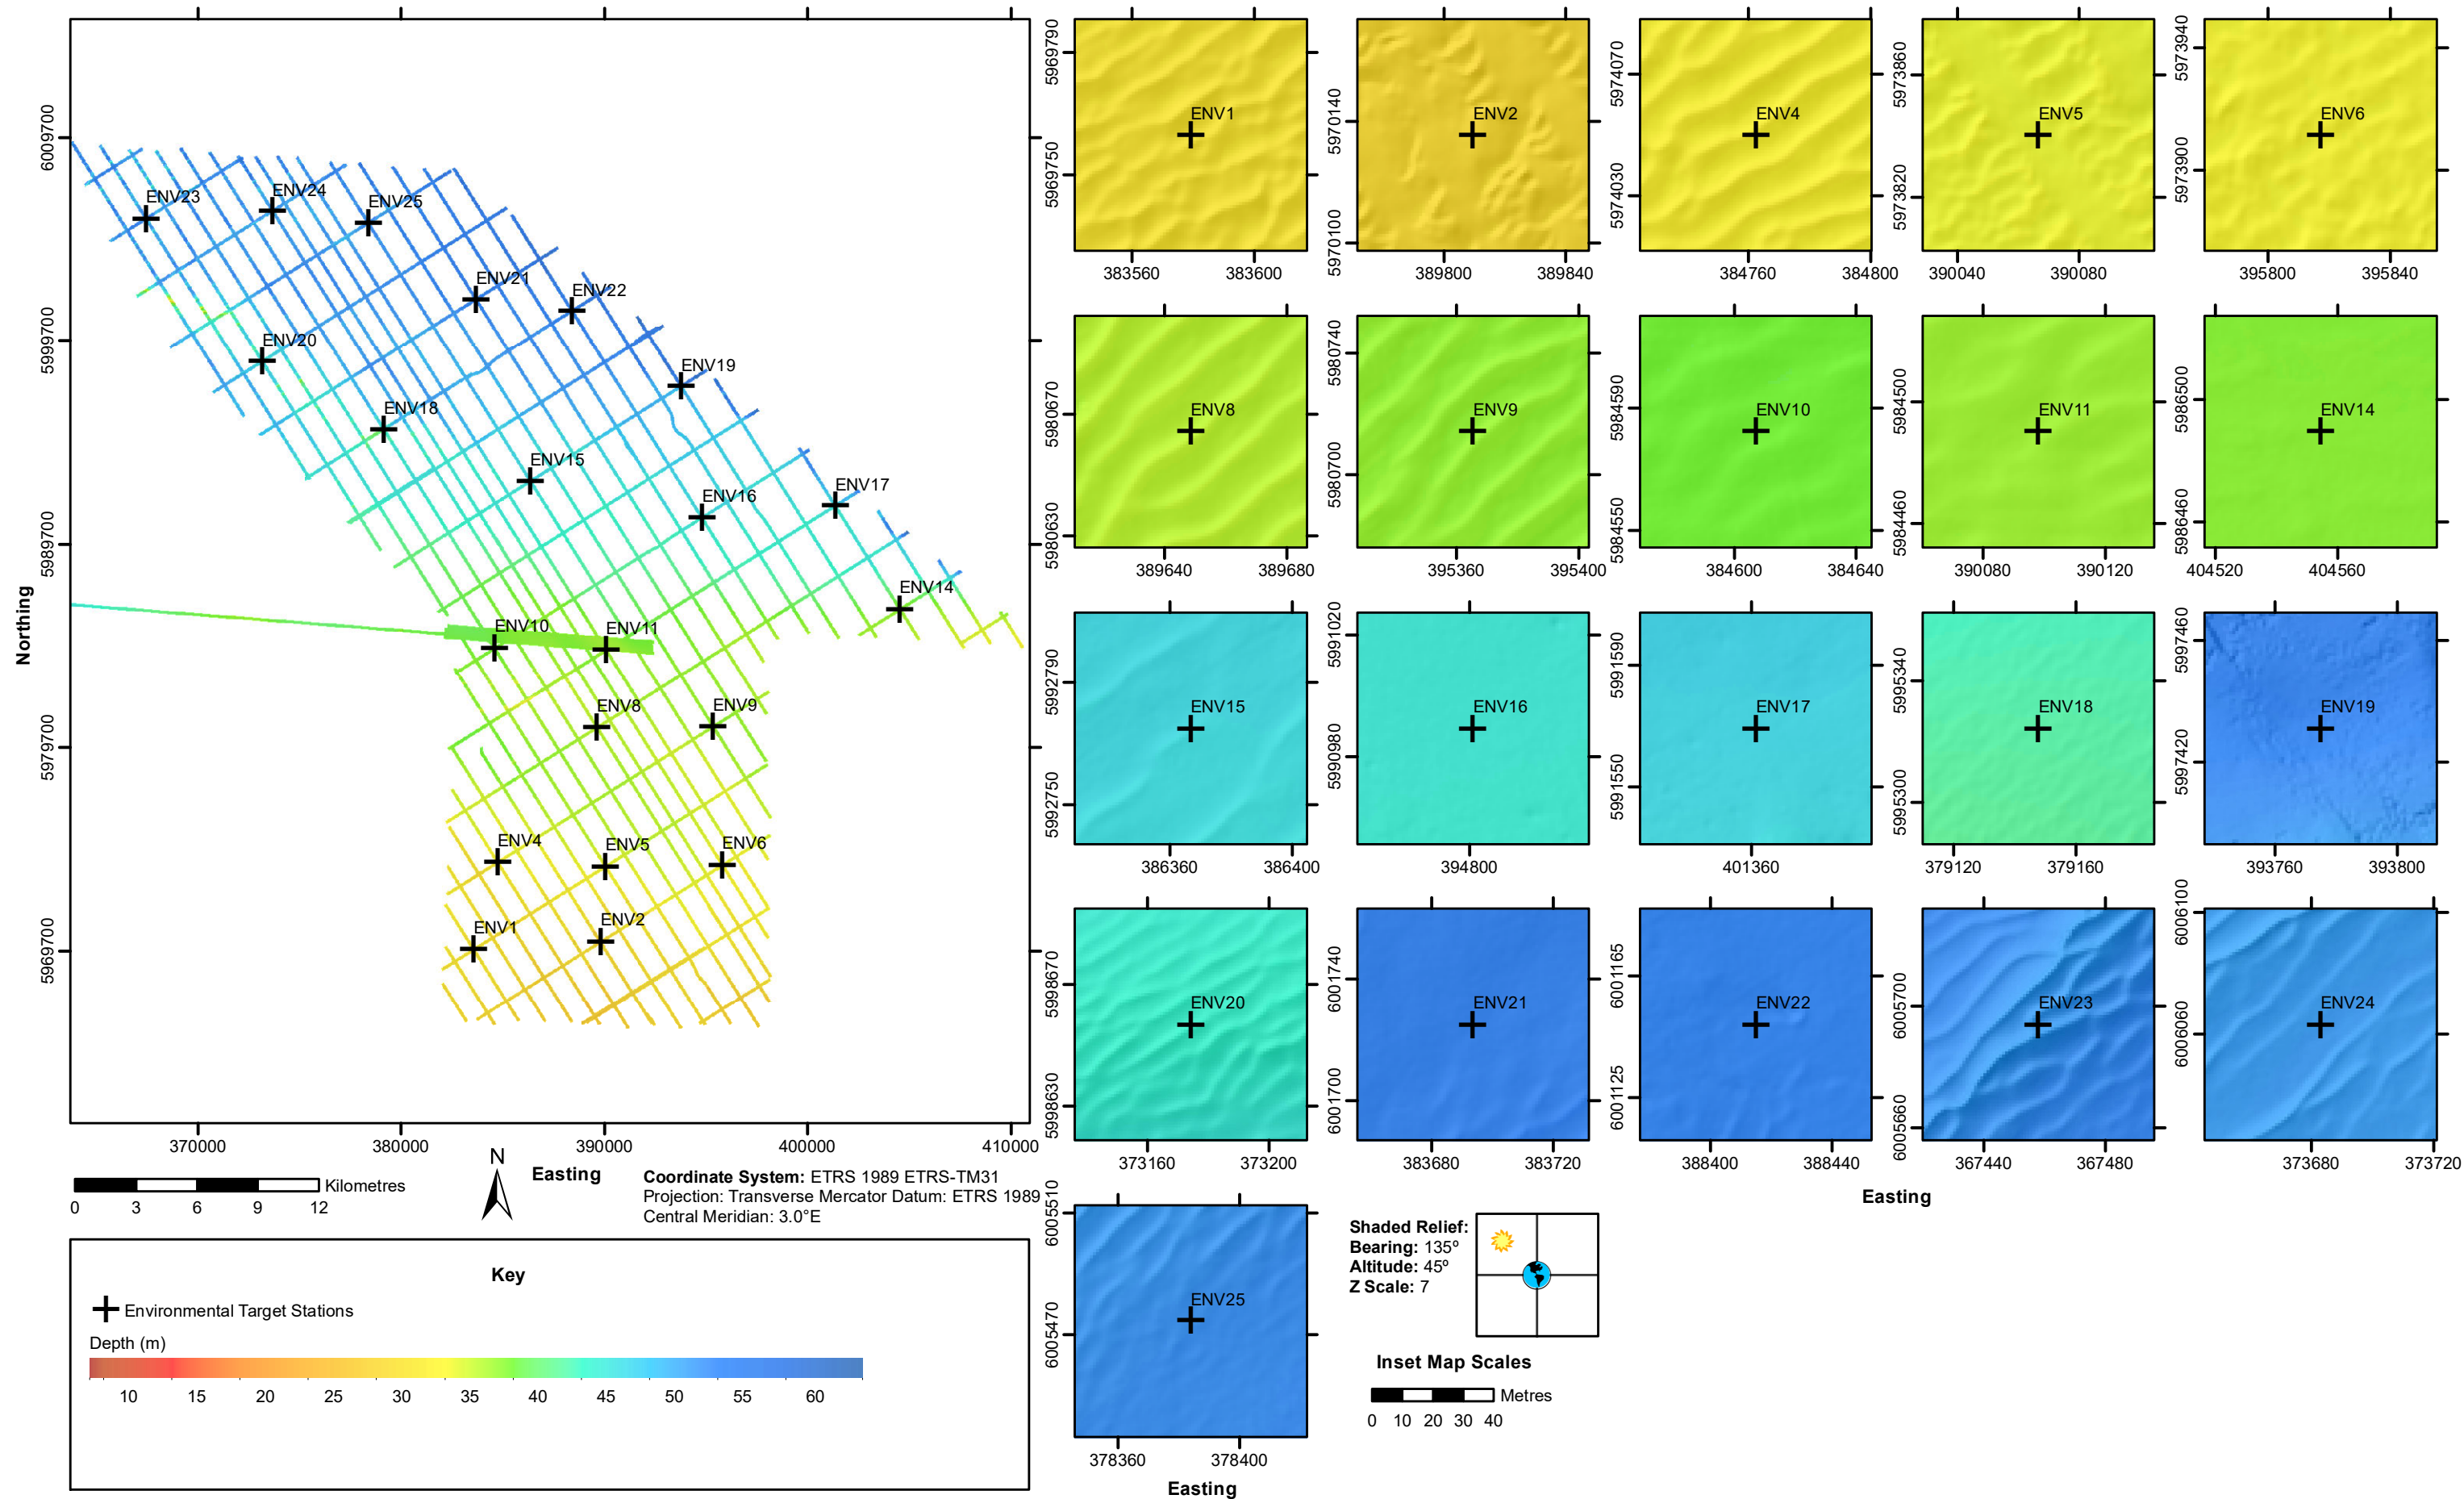 6009700
5999700
5989700
5979700
5969700
Northing
ENV23
ENV24
ENV25
ENV21
ENV22
ENV20
ENV19
ENV18
ENV15
ENV16
ENV17
ENV14
ENV10
ENV11
ENV8
ENV9
ENV4
ENV5
ENV6
ENV1
ENV2
370000
380000
390000
400000
410000
Easting
N
Kilometres
0 3 6 9 12
Coordinate System: ETRS 1989 ETRS-TM31
Projection: Transverse Mercator Datum: ETRS 1989
Central Meridian: 3.0°E
Key
Environmental Target Stations
Depth (m)
10 15 20 25 30 35 40 45 50 55 60
5969790
5969750
ENV1
383560 383600
5970140
5970100
ENV2
389800 389840
5974070
5974030
ENV4
384760 384800
5973860
5973820
ENV5
390040 390080
5973940
5973900
ENV6
395800 395840
5980670
5980630
ENV8
389640 389680
5980740
5980700
ENV9
395360 395400
5984590
5984550
ENV10
384600 384640
5984500
5984460
ENV11
390080 390120
5986500
5986460
ENV14
404520 404560
5992790
5992750
ENV15
386360 386400
5991020
5990980
ENV16
394800
5991590
5991550
ENV17
401360
5995340
5995300
ENV18
379120 379160
5997460
5997420
ENV19
393760 393800
5998670
5998630
ENV20
373160 373200
6001740
6001700
ENV21
383680 383720
6001165
6001125
ENV22
388400 388440
6005700
6005660
ENV23
367440 367480
6006100
6006060
ENV24
373680 373720
Easting
6005510
6005470
ENV25
378360 378400
Easting
Shaded Relief:
Bearing: 135º
Altitude: 45º
Z Scale: 7
Inset Map Scales
Metres
0 10 20 30 40